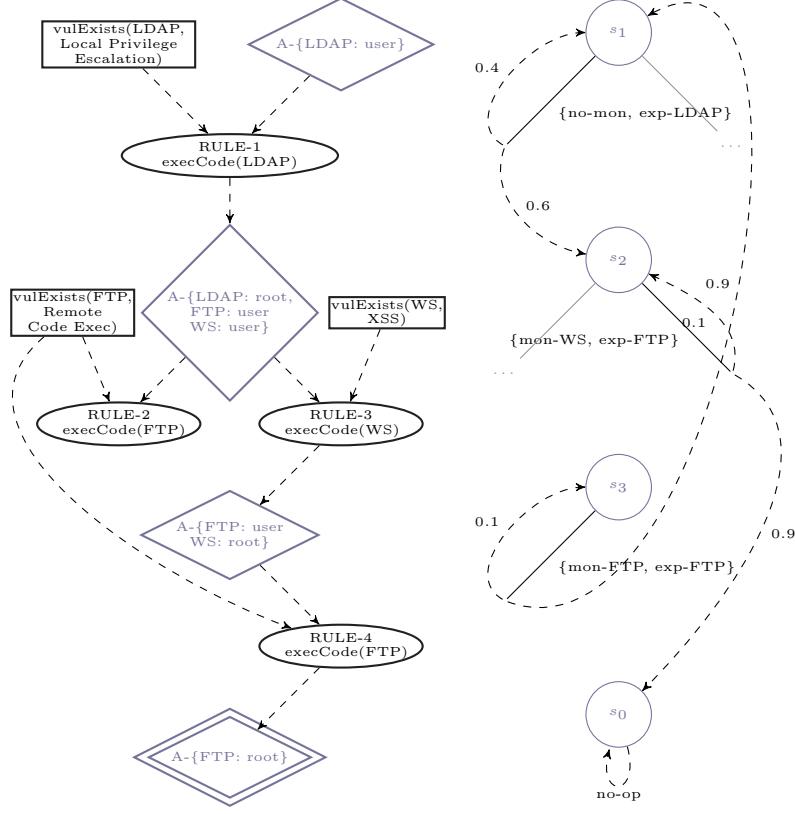 vulExists(LDAP,
Local Privilege
Escalation)
A-{LDAP: user}
RULE-1
execCode(LDAP)
vulExists(FTP,
Remote
Code Exec)
A-{LDAP: root,
FTP: user
WS: user}
vulExists(WS,
XSS)
RULE-2
execCode(FTP)
RULE-3
execCode(WS)
A-{FTP: user
WS: root}
RULE-4
execCode(FTP)
A-{FTP: root}
s1
0.4
{no-mon, exp-LDAP}
...
0.6
s2
0.9
0.1
{mon-WS, exp-FTP}
...
s3
0.1
0.9
{mon-FTP, exp-FTP}
s0
no-op